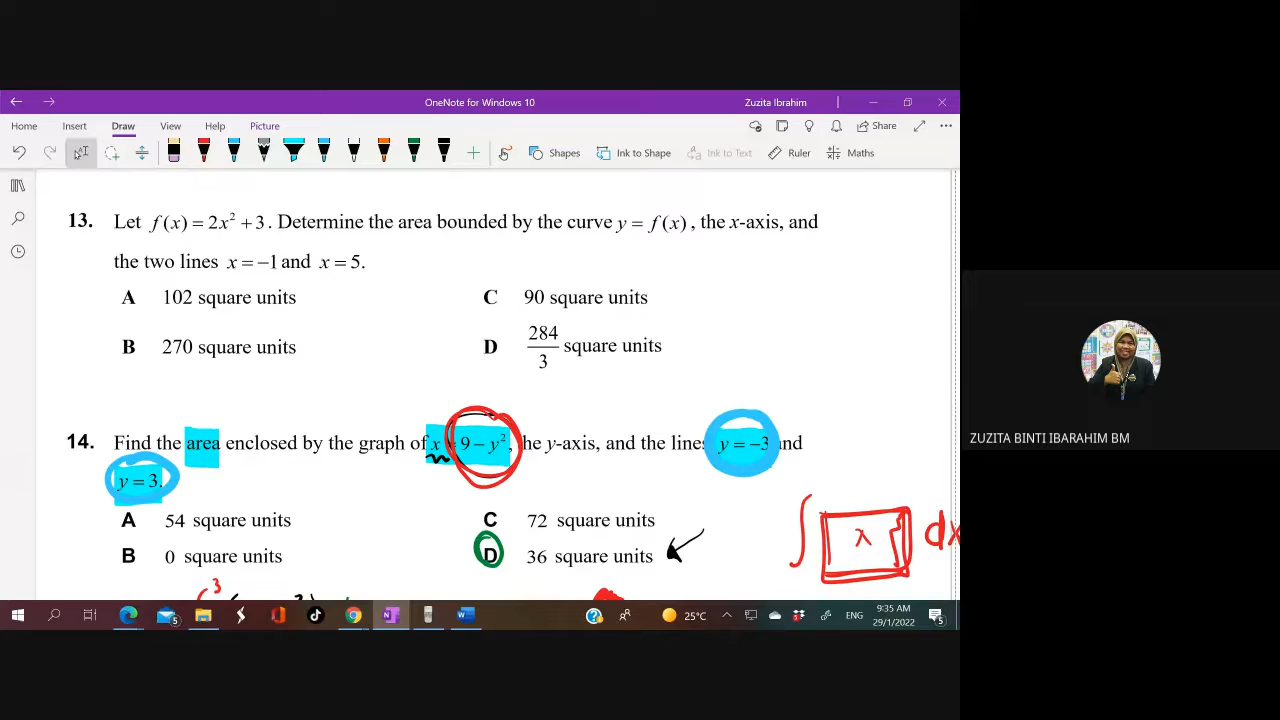 OneNote for Windows 10
Zuzita Ibrahim
Home Insert Draw View Help Picture
Share
Shapes Ink to Shape Ink to Text Ruler Maths
13. Let f(x) = 2x² + 3. Determine the area bounded by the curve y = f(x), the x-axis, and
the two lines x = −1 and x = 5.
A 102 square units C 90 square units
B 270 square units D 284/3 square units
14. Find the area enclosed by the graph of x = 9 − y², the y-axis, and the lines y = −3 and
y = 3.
A 54 square units C 72 square units
B 0 square units D 36 square units
∫ x dx
3
ZUZITA BINTI IBARAHIM BM
5
25°C
ENG
9:35 AM
29/1/2022
5